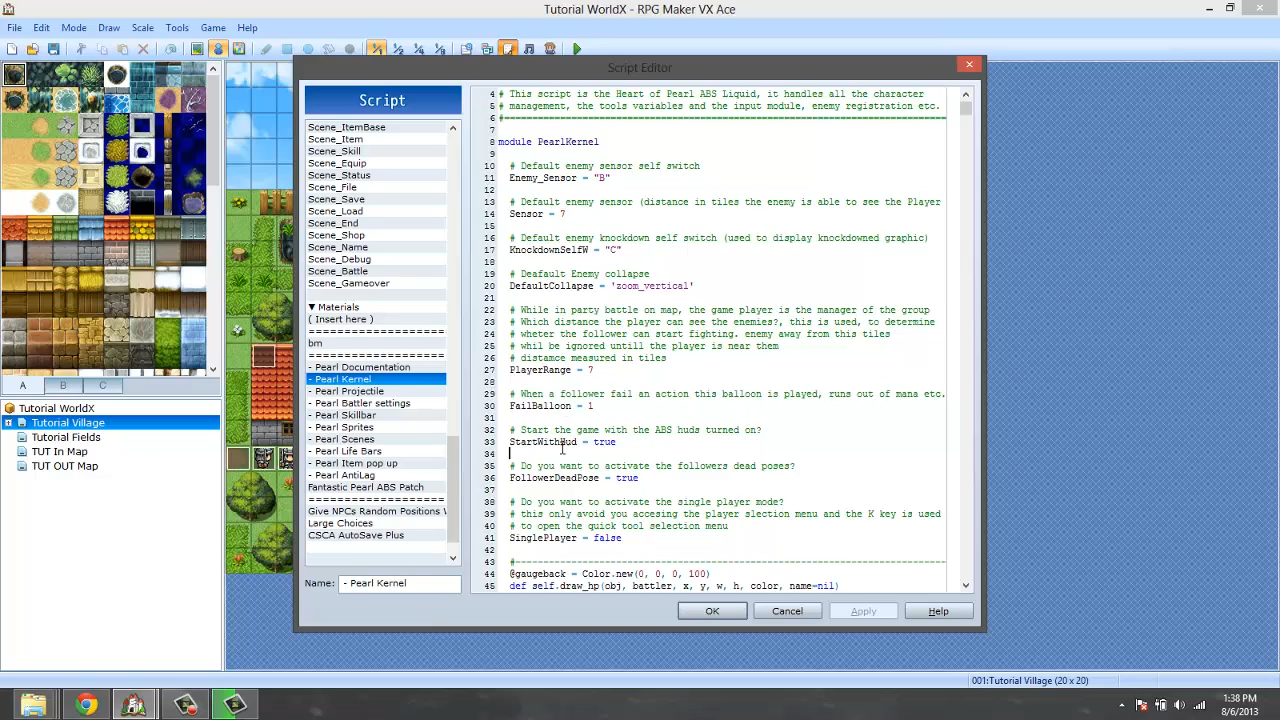 Tutorial WorldX - RPG Maker VX Ace
File Edit Mode Draw Scale Tools Game Help
Script Editor
Script
Scene_ItemBase
Scene_Item
Scene_Skill
Scene_Equip
Scene_Status
Scene_File
Scene_Save
Scene_Load
Scene_End
Scene_Shop
Scene_Name
Scene_Debug
Scene_Battle
Scene_Gameover
▼ Materials
( Insert here )
====================
bm
====================
- Pearl Documentation
- Pearl Kernel
- Pearl Projectile
- Pearl Battler settings
- Pearl Skillbar
- Pearl Sprites
- Pearl Scenes
- Pearl Life Bars
- Pearl Item pop up
- Pearl AntiLag
Fantastic Pearl ABS Patch
====================
Give NPCs Random Positions
Large Choices
CSCA AutoSave Plus
Name: - Pearl Kernel
4 # This script is the Heart of Pearl ABS Liquid, it handles all the character
5 # management, the tools variables and the input module, enemy registration etc.
6 #==============================================================================
7
8 module PearlKernel
9
10 # Default enemy sensor self switch
11 Enemy_Sensor = "B"
12
13 # Default enemy sensor (distance in tiles the enemy is able to see the Player
14 Sensor = 7
15
16 # Default enemy knockdown self switch (used to display knockdowned graphic)
17 KnockdownSelfW = "C"
18
19 # Deafault Enemy collapse
20 DefaultCollapse = 'zoom_vertical'
21
22 # While in party battle on map, the game player is the manager of the group
23 # Which distance the player can see the enemies?, this is used, to determine
24 # wheter the follower can start fighting. enemy away from this tiles
25 # whil be ignored untill the player is near them
26 # distamce measured in tiles
27 PlayerRange = 7
28
29 # When a follower fail an action this balloon is played, runs out of mana etc.
30 FailBalloon = 1
31
32 # Start the game with the ABS huds turned on?
33 StartWithHud = true
34
35 # Do you want to activate the followers dead poses?
36 FollowerDeadPose = true
37
38 # Do you want to activate the single player mode?
39 # this only avoid you accesing the player slection menu and the K key is used
40 # to open the quick tool selection menu
41 SinglePlayer = false
42
43 #------------------------------------------------------------------------------
44 @gaugeback = Color.new(0, 0, 0, 100)
45 def self.draw_hp(obj, battler, x, y, w, h, color, name=nil)
OK Cancel Apply Help
A B C
Tutorial WorldX
Tutorial Village
Tutorial Fields
TUT In Map
TUT OUT Map
001:Tutorial Village (20 x 20)
1:38 PM
8/6/2013